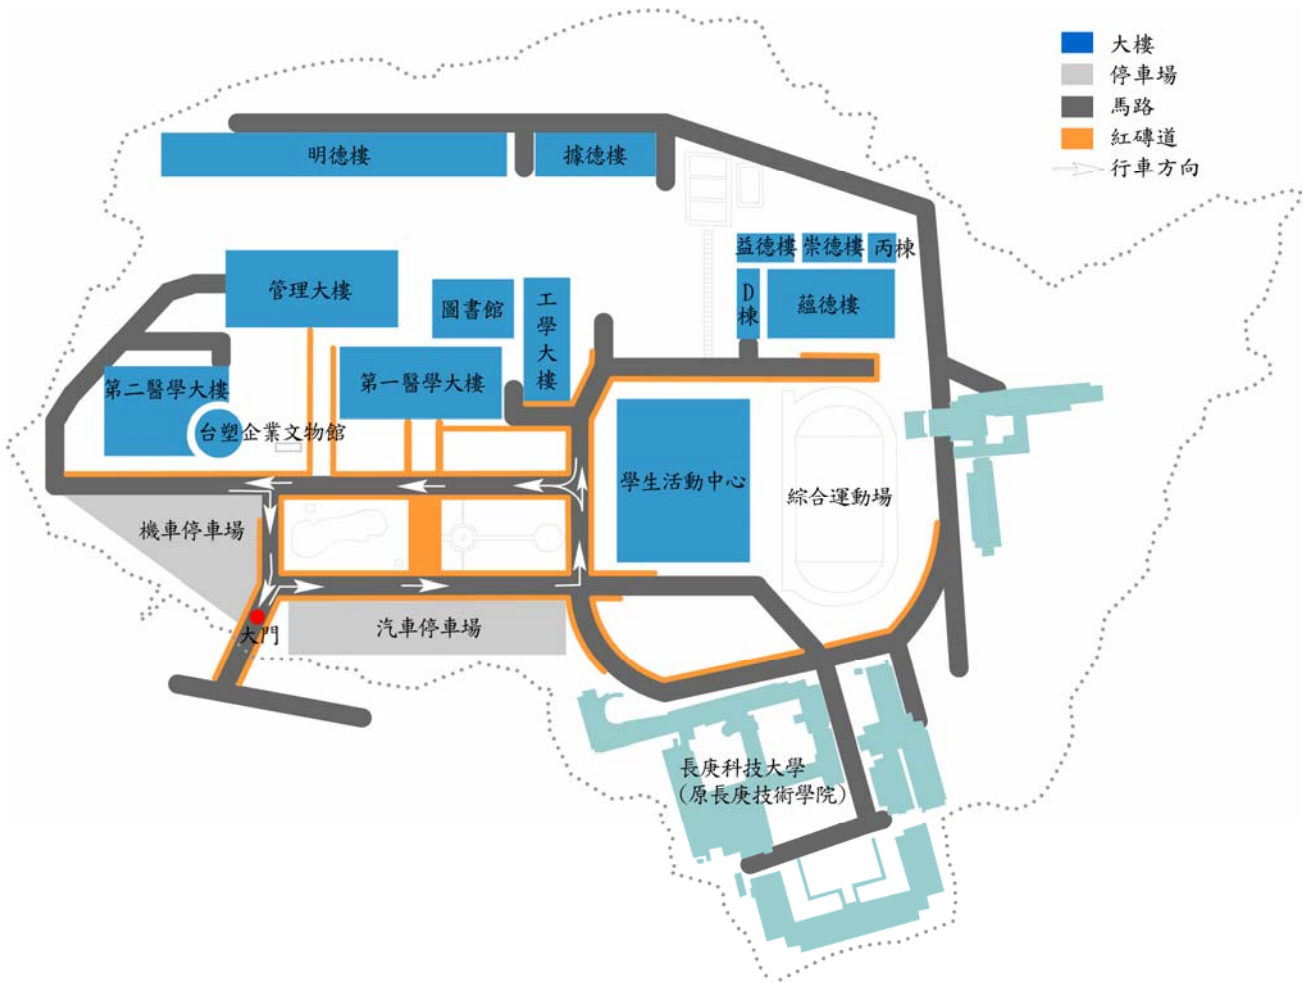 大樓
停車場
馬路
紅磚道
行車方向
明德樓
據德樓
益德樓
崇德樓
丙棟
管理大樓
圖書館
工學大樓
D棟
蘊德樓
第二醫學大樓
第一醫學大樓
台塑企業文物館
學生活動中心
綜合運動場
機車停車場
大門
汽車停車場
長庚科技大學
(原長庚技術學院)